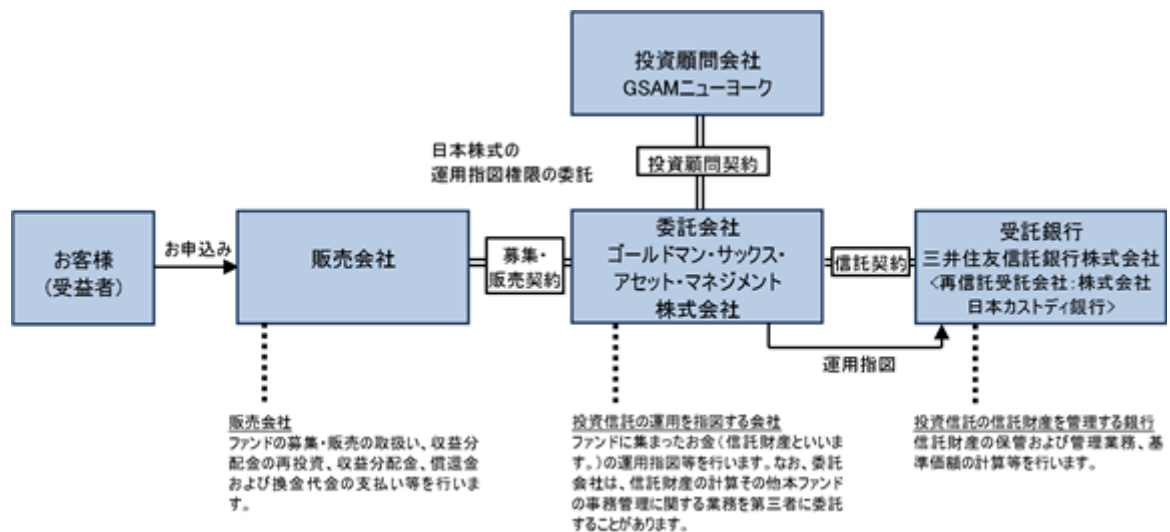 投資顧問会社
GSAMニューヨーク
日本株式の
運用指図権限の委託
投資顧問契約
お客様
(受益者)
お申込み
販売会社
募集・
販売契約
委託会社
ゴールドマン・サックス・
アセット・マネジメント
株式会社
信託契約
受託銀行
三井住友信託銀行株式会社
<再信託受託会社:株式会社
日本カストディ銀行>
運用指図
販売会社
ファンドの募集・販売の取扱い、収益分
配金の再投資、収益分配金、償還金
および換金代金の支払い等を行いま
す。
投資信託の運用を指図する会社
ファンドに集まったお金(信託財産といいま
す。)の運用指図等を行います。なお、委託
会社は、信託財産の計算その他本ファンド
の事務管理に関する業務を第三者に委託
することがあります。
投資信託の信託財産を管理する銀行
信託財産の保管および管理業務、基
準価額の計算等を行います。